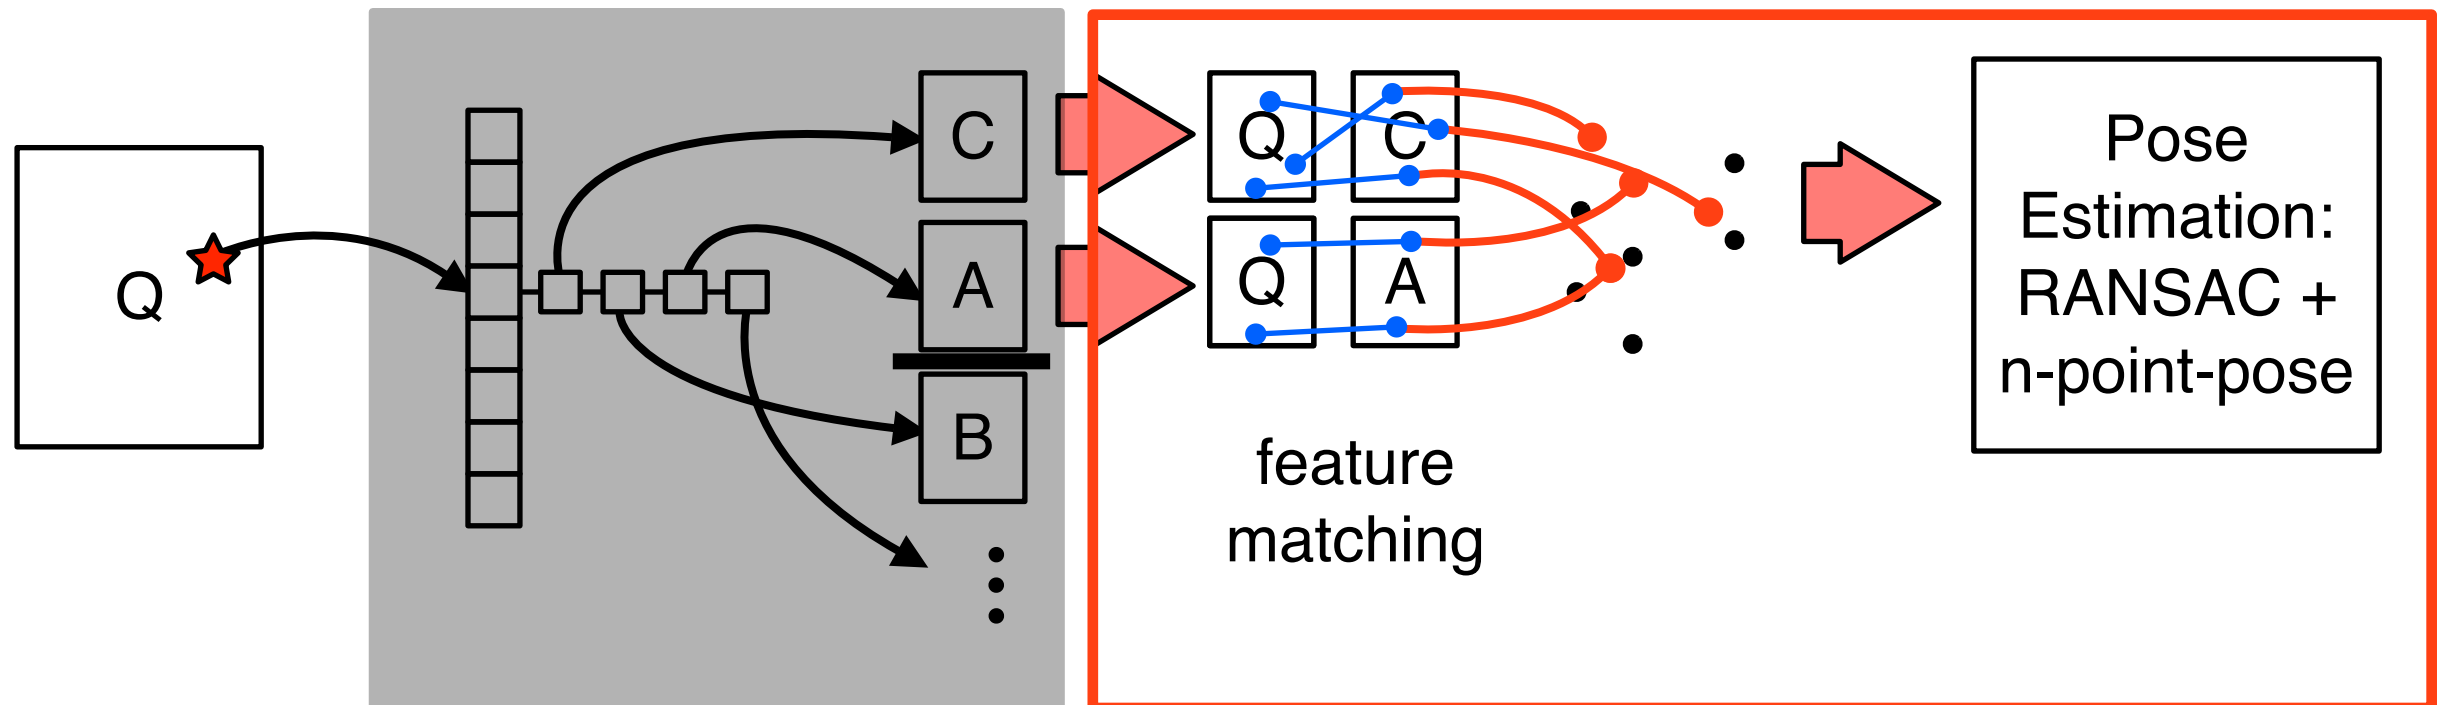 Q
C
A
B
Q C
Q A
feature
matching
Pose
Estimation:
RANSAC +
n-point-pose